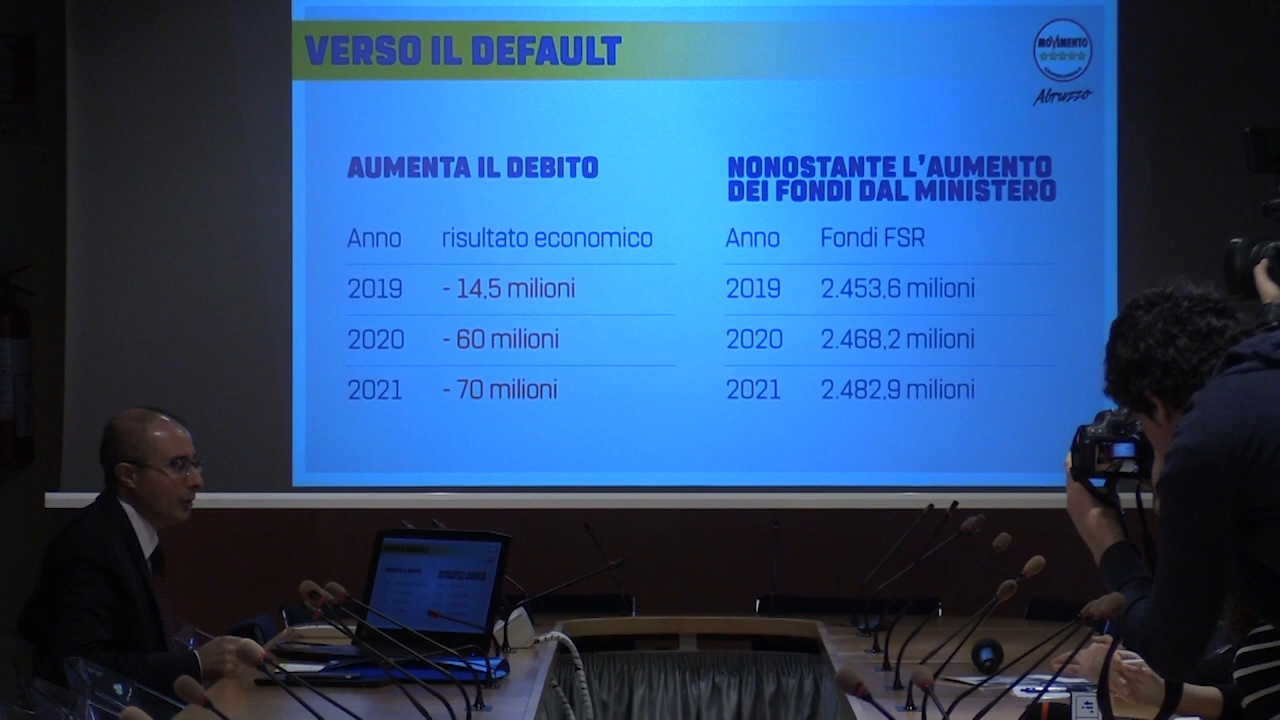 VERSO IL DEFAULT
MOVIMENTO
Abruzzo
AUMENTA IL DEBITO
Anno risultato economico
2019 - 14,5 milioni
2020 - 60 milioni
2021 - 70 milioni
NONOSTANTE L'AUMENTO
DEI FONDI DAL MINISTERO
Anno Fondi FSR
2019 2.453,6 milioni
2020 2.468,2 milioni
2021 2.482,9 milioni